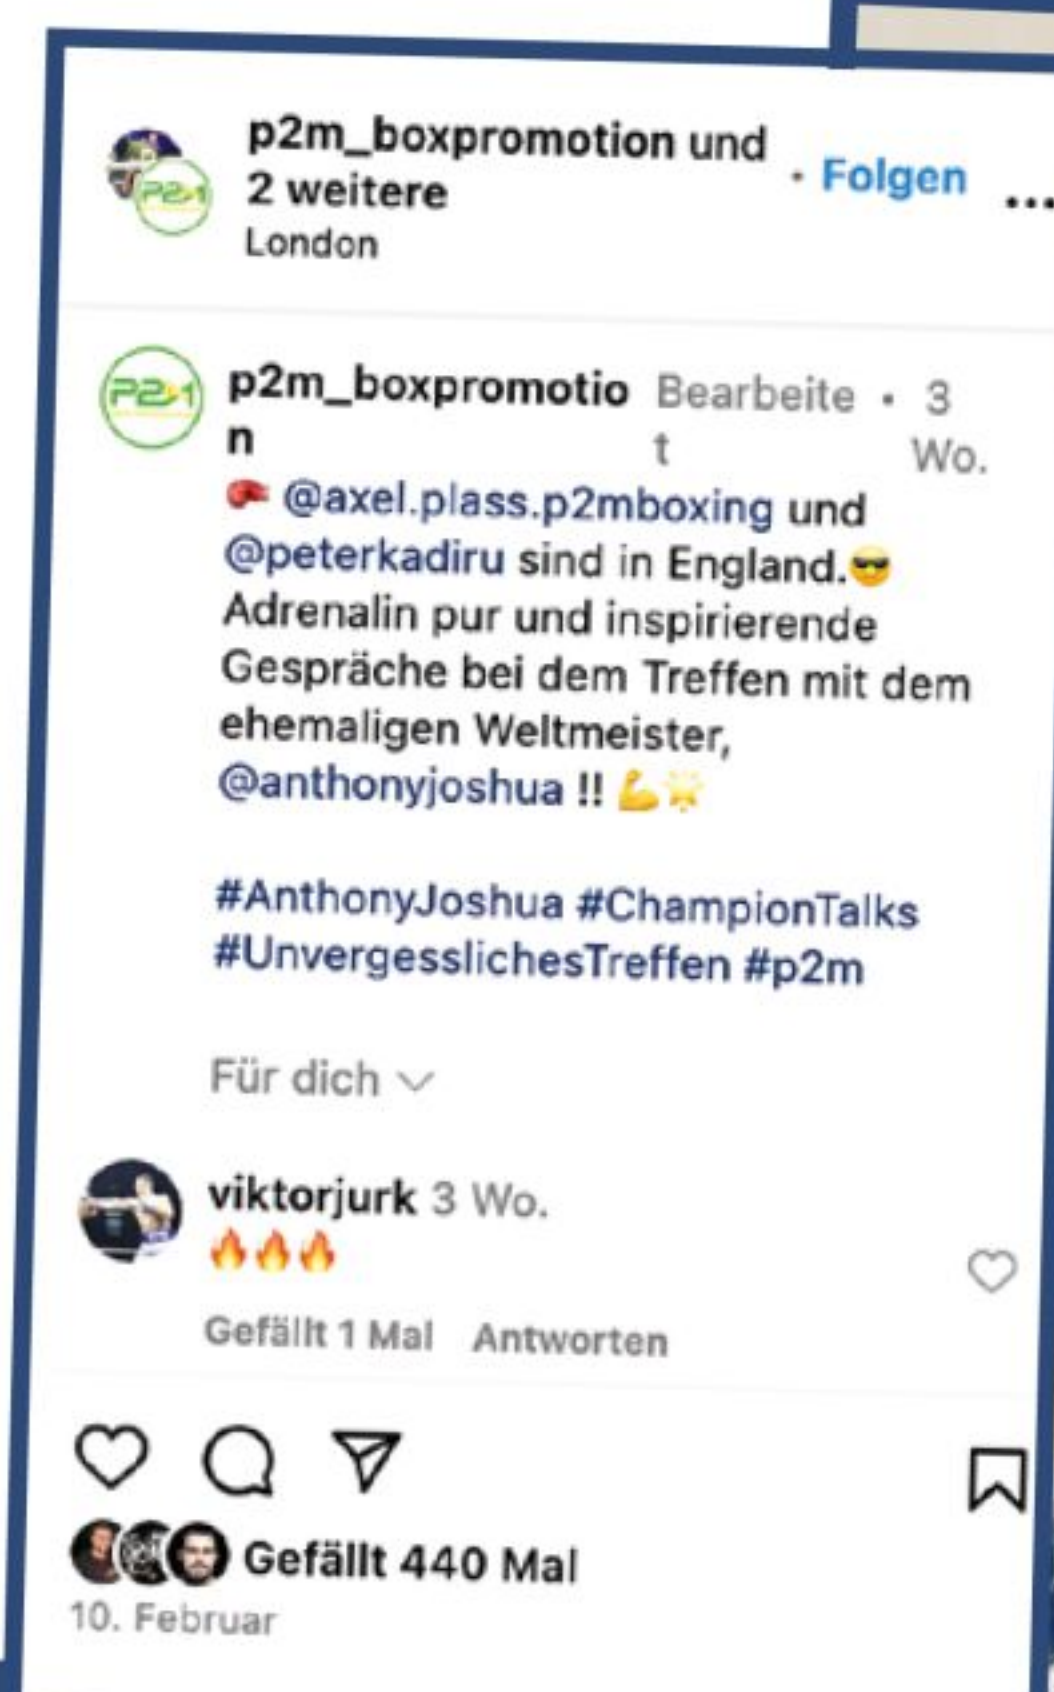 p2m_boxpromotion und
2 weitere
• Folgen ...
London
P2M
P2M
p2m_boxpromotio Bearbeite • 3
n t Wo.
🥊 @axel.plass.p2mboxing und
@peterkadiru sind in England.😎
Adrenalin pur und inspirierende
Gespräche bei dem Treffen mit dem
ehemaligen Weltmeister,
@anthonyjoshua !! 💪🌟
#AnthonyJoshua #ChampionTalks
#UnvergesslichesTreffen #p2m
Für dich
viktorjurk 3 Wo.
🔥🔥🔥
Gefällt 1 Mal Antworten
Gefällt 440 Mal
10. Februar